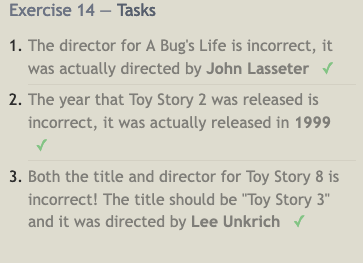 Exercise 14 — Tasks
1. The director for A Bug's Life is incorrect, it
was actually directed by John Lasseter ✓
2. The year that Toy Story 2 was released is
incorrect, it was actually released in 1999
✓
3. Both the title and director for Toy Story 8 is
incorrect! The title should be "Toy Story 3"
and it was directed by Lee Unkrich ✓